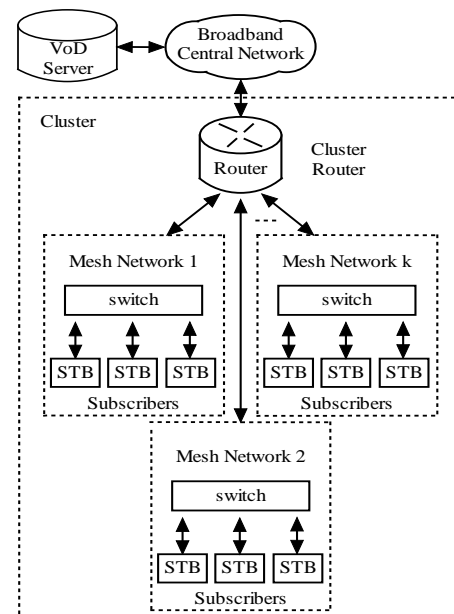 VoD
Server
Broadband
Central Network
Cluster
Router
Cluster
Router
Mesh Network 1
switch
STB STB STB
Subscribers
Mesh Network k
switch
STB STB STB
Subscribers
Mesh Network 2
switch
STB STB STB
Subscribers